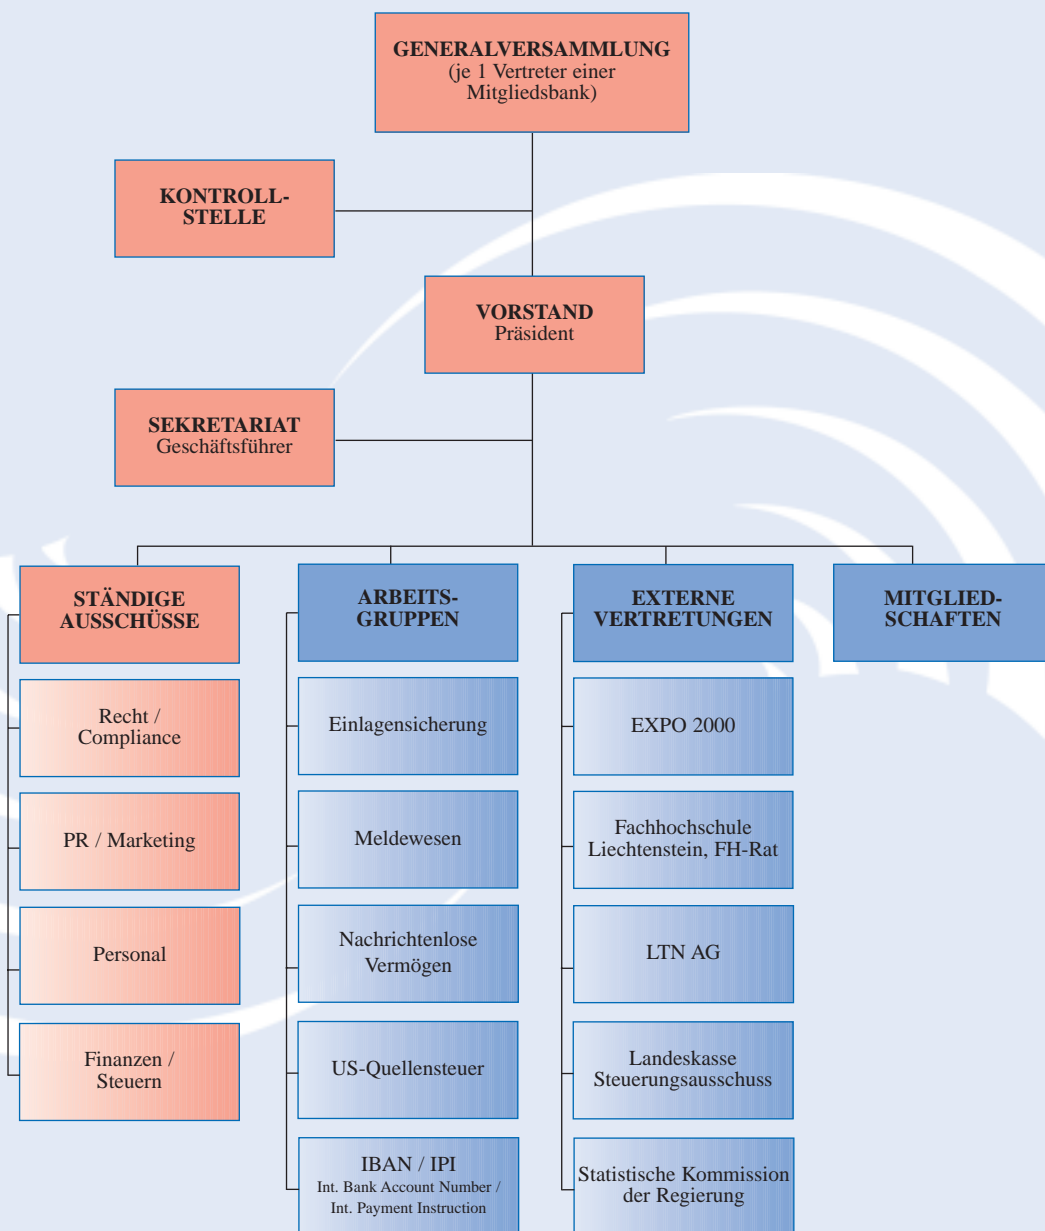 GENERALVERSAMMLUNG
(je 1 Vertreter einer
Mitgliedsbank)
KONTROLL-
STELLE
VORSTAND
Präsident
SEKRETARIAT
Geschäftsführer
STÄNDIGE
AUSSCHÜSSE
Recht /
Compliance
PR / Marketing
Personal
Finanzen /
Steuern
ARBEITS-
GRUPPEN
Einlagensicherung
Meldewesen
Nachrichtenlose
Vermögen
US-Quellensteuer
IBAN / IPI
Int. Bank Account Number /
Int. Payment Instruction
EXTERNE
VERTRETUNGEN
EXPO 2000
Fachhochschule
Liechtenstein, FH-Rat
LTN AG
Landeskasse
Steuerungsausschuss
Statistische Kommission
der Regierung
MITGLIED-
SCHAFTEN